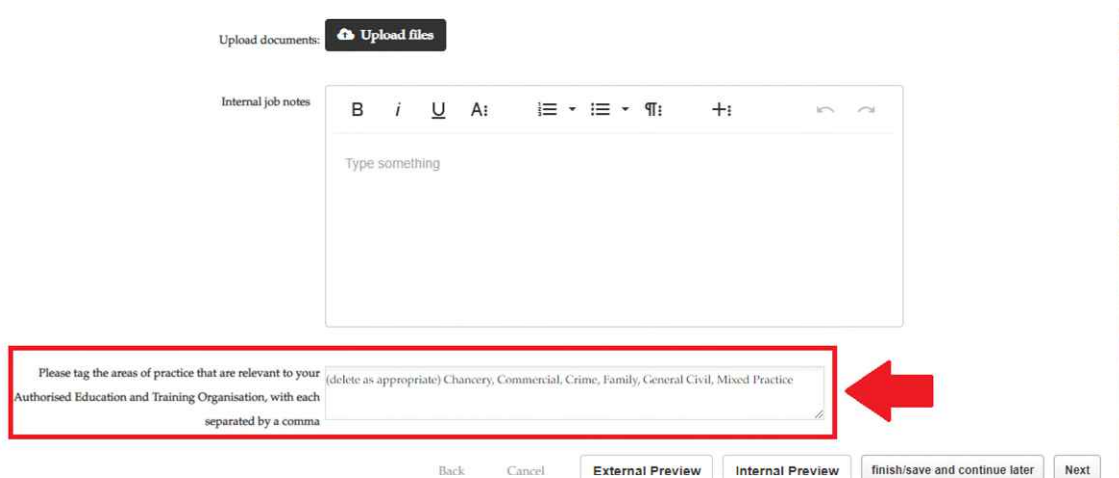 Upload documents:
Upload files
Internal job notes
B i U A
Type something
Please tag the areas of practice that are relevant to your
Authorised Education and Training Organisation, with each
separated by a comma
(delete as appropriate) Chancery, Commercial, Crime, Family, General Civil, Mixed Practice
Back Cancel External Preview Internal Preview finish/save and continue later Next